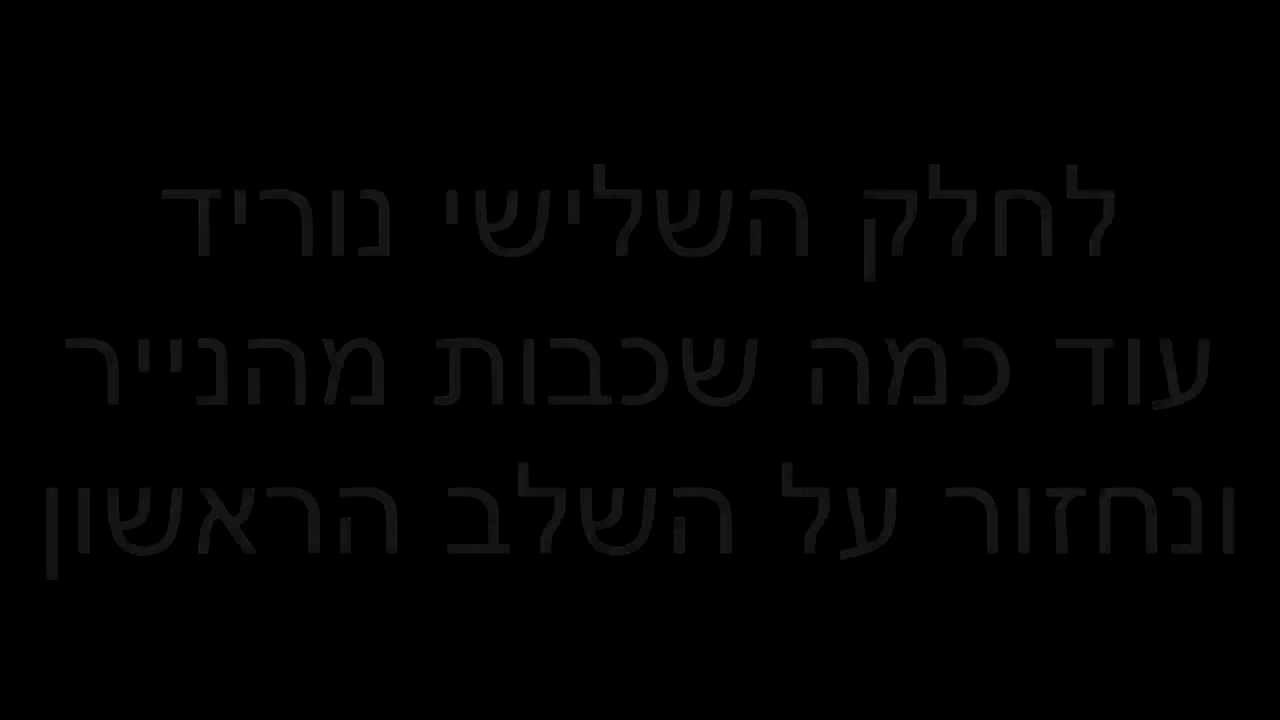 לחלק השלישי נוריד
עוד כמה שכבות מהנייר
ונחזור על השלב הראשון